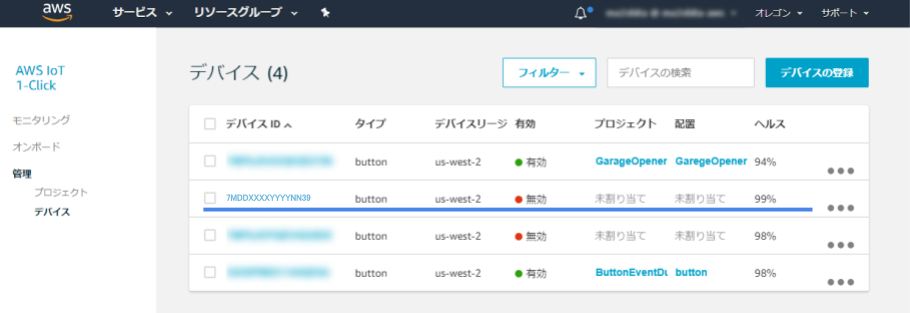 aws サービス リソースグループ オレゴン サポート
AWS IoT
1-Click
モニタリング
オンボード
管理
プロジェクト
デバイス
デバイス (4)
フィルター デバイスの検索 デバイスの登録
デバイス ID タイプ デバイスリージ 有効 プロジェクト 配置 ヘルス
button us-west-2 有効 GarageOpener GaregeOpener 94%
7MDDXXXXYYYYNN39 button us-west-2 無効 未割り当て 未割り当て 99%
button us-west-2 無効 未割り当て 未割り当て 98%
button us-west-2 有効 ButtonEventDu button 98%